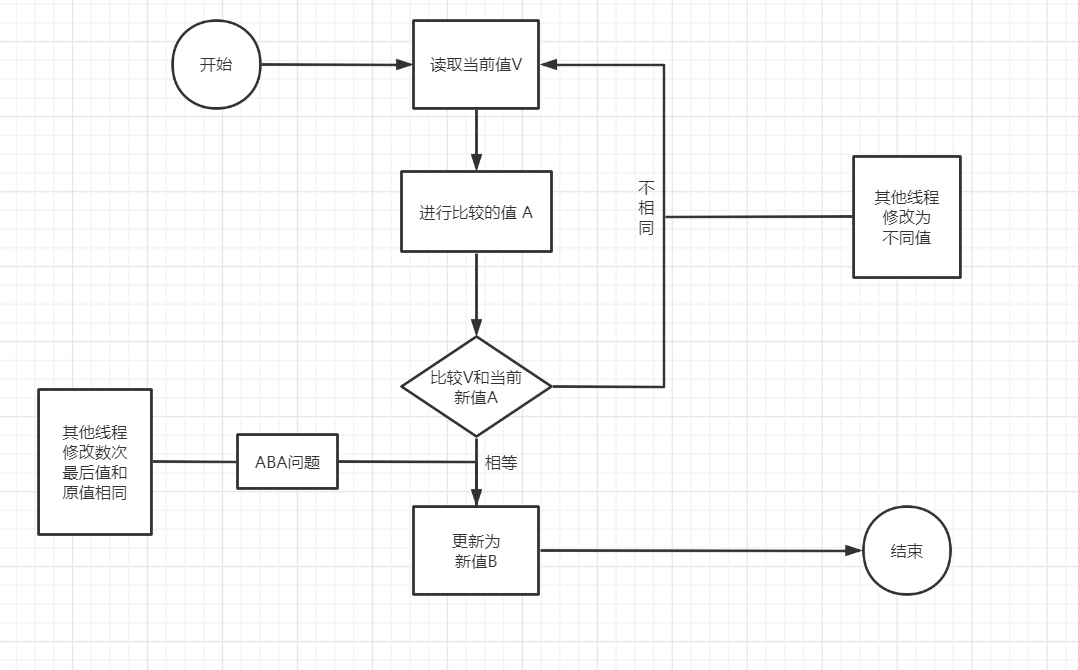 开始
读取当前值V
进行比较的值 A
不
相
同
其他线程
修改为
不同值
比较V和当前
新值A
其他线程
修改数次
最后值和
原值相同
ABA问题
相等
更新为
新值B
结束